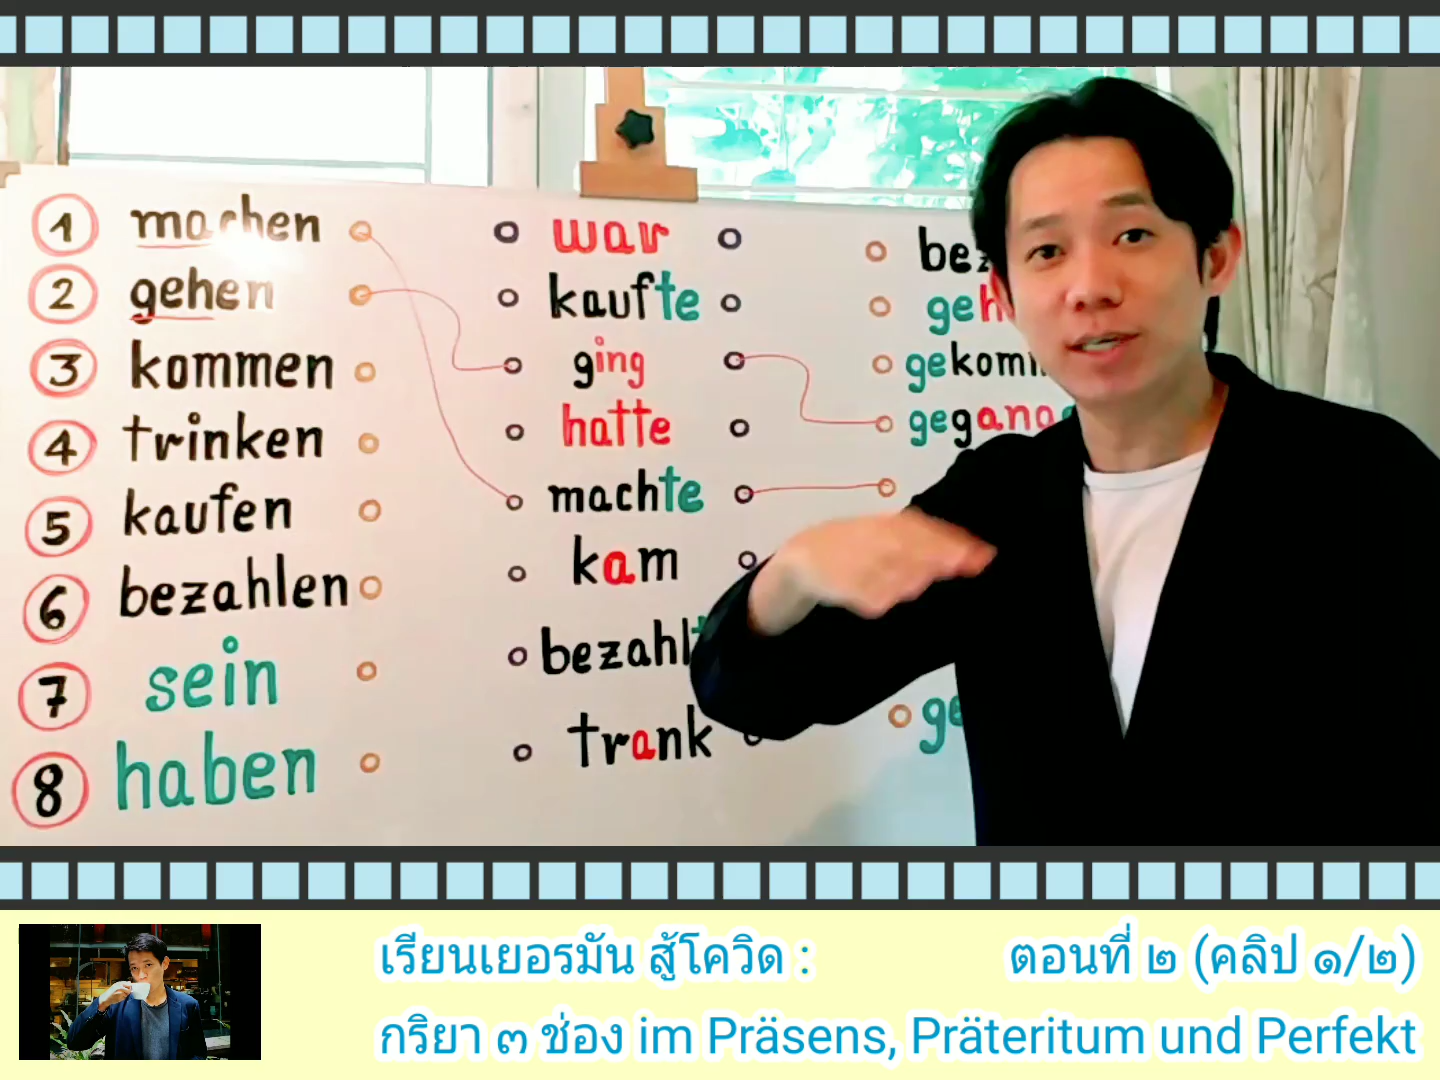 1 machen war
2 gehen kaufte
3 kommen ging
4 trinken hatte
5 kaufen machte
6 bezahlen kam
7 sein
8 haben trank
เรียนเยอรมัน สู้โควิด : ตอนที่ ๒ (คลิป ๑/๒)
กริยา ๓ ช่อง im Präsens, Präteritum und Perfekt